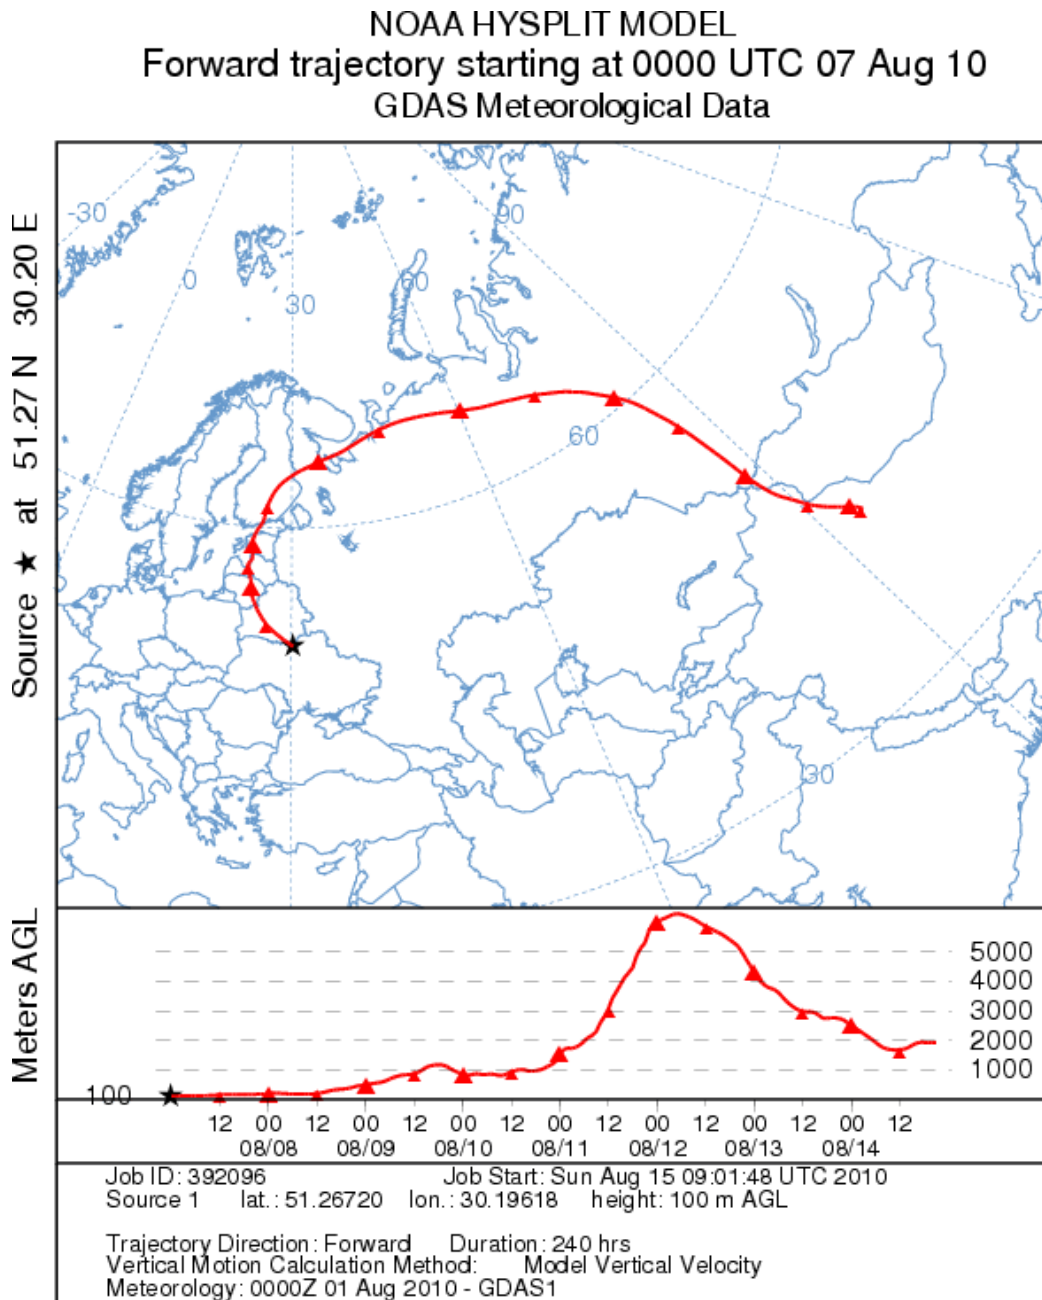 NOAA HYSPLIT MODEL
Forward trajectory starting at 0000 UTC 07 Aug 10
GDAS Meteorological Data
Source ★ at 51.27 N 30.20 E
-30
0
30
60
90
60
30
Meters AGL
5000
4000
3000
2000
1000
100
12 00 12 00 12 00 12 00 12 00 12 00 12 00 12
08/08 08/09 08/10 08/11 08/12 08/13 08/14
Job ID: 392096 Job Start: Sun Aug 15 09:01:48 UTC 2010
Source 1 lat.: 51.26720 lon.: 30.19618 height: 100 m AGL
Trajectory Direction: Forward Duration: 240 hrs
Vertical Motion Calculation Method: Model Vertical Velocity
Meteorology: 0000Z 01 Aug 2010 - GDAS1